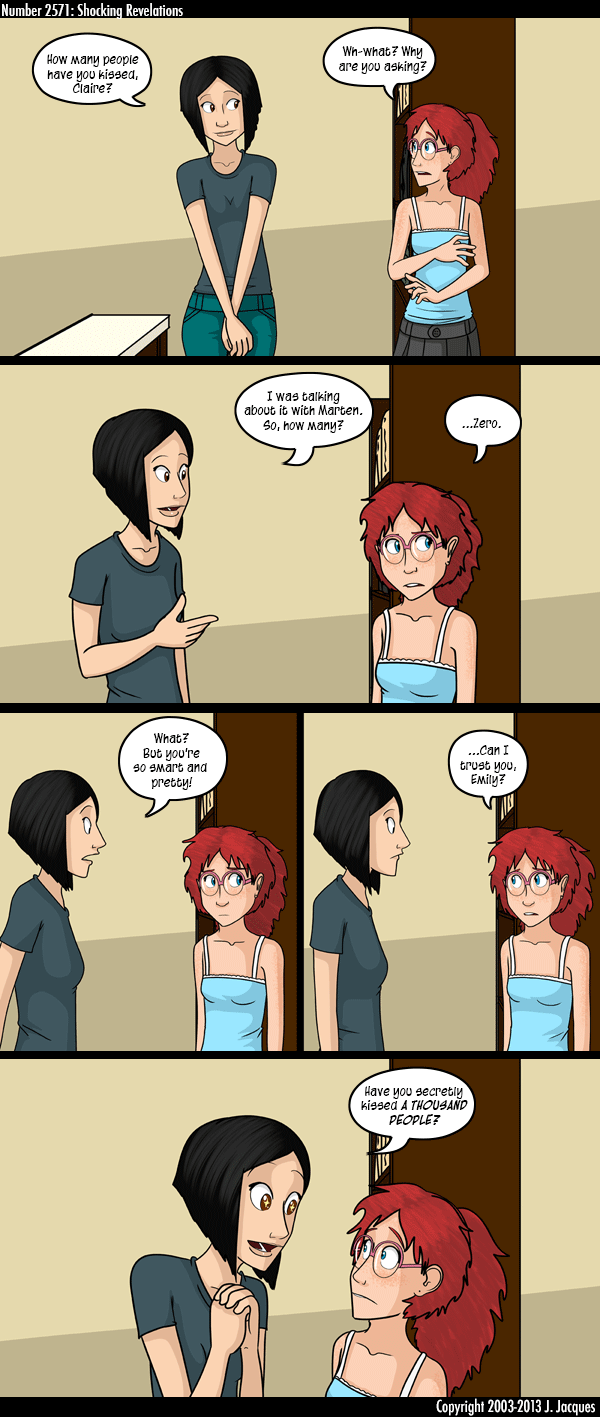 Number 2571: Shocking Revelations
How many people
have you kissed,
Claire?
Wh-what? Why
are you asking?
I was talking
about it with Marten.
So, how many?
...Zero.
What?
But you're
so smart and
pretty!
...Can I
trust you,
Emily?
Have you secretly
kissed A THOUSAND
PEOPLE?
Copyright 2003-2013 J. Jacques